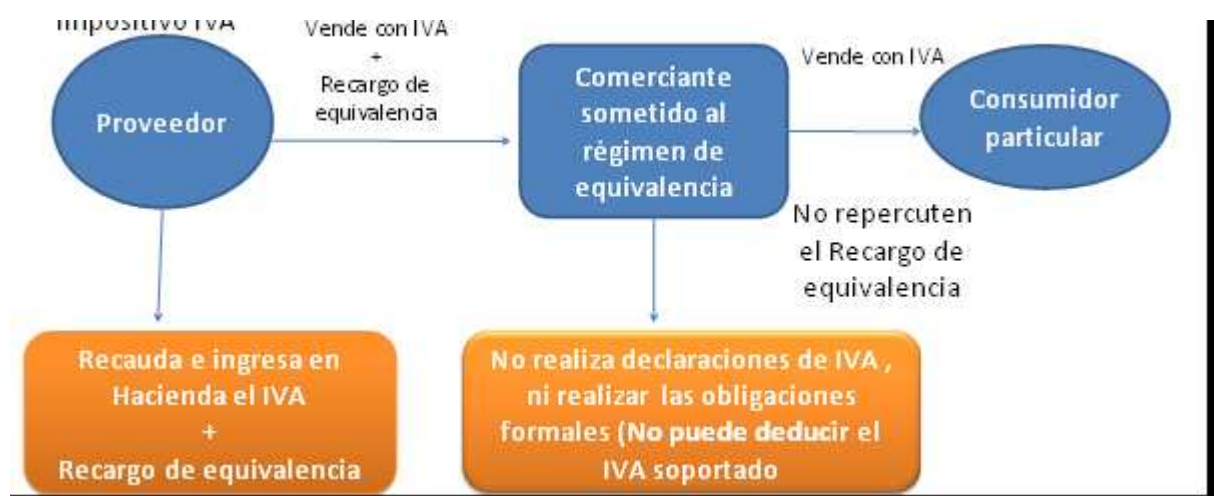 impositivo IVA
Vende con IVA
+
Recargo de
equivalencia
Proveedor
Comerciante
sometido al
régimen de
equivalencia
Vende con IVA
Consumidor
particular
No repercuten
el Recargo de
equivalencia
Recauda e ingresa en
Hacienda el IVA
+
Recargo de equivalencia
No realiza declaraciones de IVA ,
ni realizar las obligaciones
formales (No puede deducir el
IVA soportado